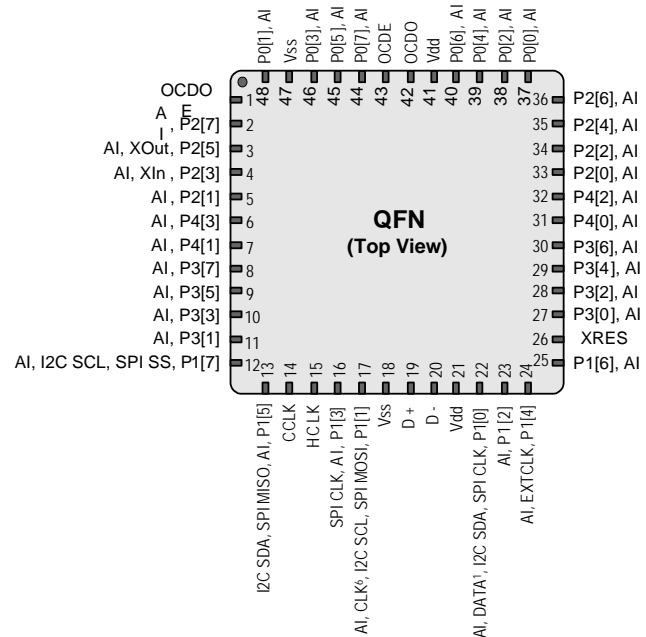 P0[1], AI
Vss
P0[3], AI
P0[5], AI
P0[7], AI
OCDE
OCDO
Vdd
P0[6], AI
P0[4], AI
P0[2], AI
P0[0], AI
48
47
46
45
44
43
42
41
40
39
38
37
OCDO
E
1
A
I , P2[7]
2
AI, XOut, P2[5]
3
AI, XIn , P2[3]
4
AI , P2[1]
5
AI , P4[3]
6
AI , P4[1]
7
AI, P3[7]
8
AI, P3[5]
9
AI, P3[3]
10
AI, P3[1]
11
AI, I2C SCL, SPI SS, P1[7]
12
QFN
(Top View)
36 P2[6], AI
35 P2[4], AI
34 P2[2], AI
33 P2[0], AI
32 P4[2], AI
31 P4[0], AI
30 P3[6], AI
29 P3[4], AI
28 P3[2], AI
27 P3[0], AI
26 XRES
25 P1[6], AI
13
14
15
16
17
18
19
20
21
22
23
24
I2C SDA, SPI MISO, AI, P1[5]
CCLK
HCLK
SPI CLK, AI, P1[3]
AI, CLK⁶, I2C SCL, SPI MOSI, P1[1]
Vss
D +
D -
Vdd
AI, DATA¹, I2C SDA, SPI CLK, P1[0]
AI, P1[2]
AI, EXTCLK, P1[4]